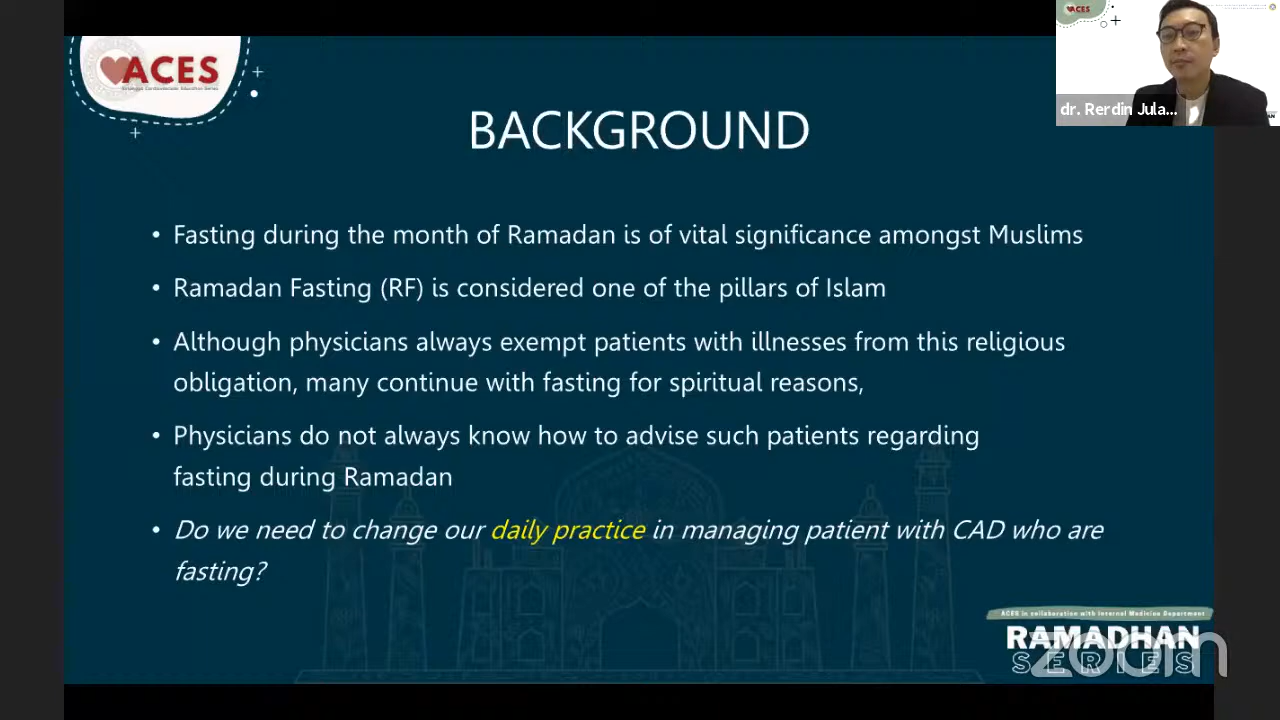 ACES
ACES
dr. Rerdin Jula...
BACKGROUND
• Fasting during the month of Ramadan is of vital significance amongst Muslims
• Ramadan Fasting (RF) is considered one of the pillars of Islam
• Although physicians always exempt patients with illnesses from this religious
obligation, many continue with fasting for spiritual reasons,
• Physicians do not always know how to advise such patients regarding
fasting during Ramadan
• Do we need to change our daily practice in managing patient with CAD who are
fasting?
ACES in collaboration with Internal Medicine Department
RAMADHAN
SERIES
zoom